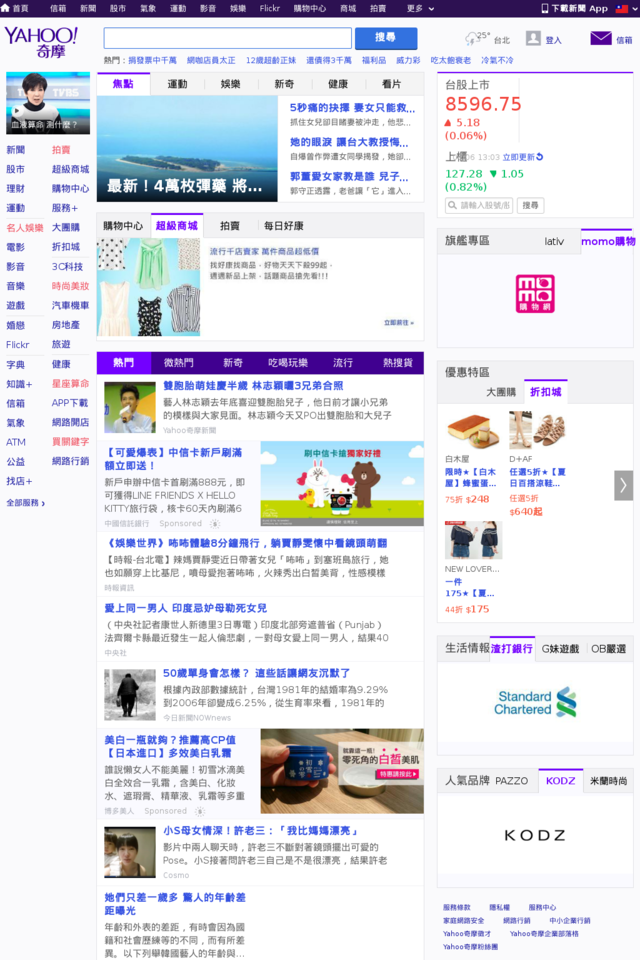 首頁 信箱 新聞 股市 氣象 運動 影音 娛樂 Flickr 購物中心 商城 拍賣 更多 下載新聞 App
YAHOO!
奇摩
搜尋
25° 台北
登入
信箱
熱門：捐發票中千萬 網咖店員太正 12歲超齡正妹 還債得3千萬 福利品 威力彩 吃太飽衰老 冷氣不冷
血液算命 測什麼？
新聞 拍賣
股市 超級商城
理財 購物中心
運動 服務+
名人娛樂 大團購
電影 折扣城
影音 3C科技
音樂 時尚美妝
遊戲 汽車機車
婚戀 房地產
Flickr 旅遊
字典 健康
知識+ 星座算命
信箱 APP下載
氣象 網路開店
ATM 買關鍵字
公益 網路行銷
找店+
全部服務
焦點 運動 娛樂 新奇 健康 看片
最新！4萬枚彈藥 將...
5秒痛的抉擇 妻女只能救...
抓住女兒卻目睹妻被沖走，他悲...
她的眼淚 讓台大教授悔...
自爆曾作弊遭女同學揭發，她卻...
郭董愛女家教是誰 兒子...
郭守正透露，老爸讓「它」進人...
購物中心 超級商城 拍賣 每日好康
流行千店賣家 萬件商品超低價
找好康找商品，好物天天下殺99起，
週週新品上架，話題商品搶先看!!!
立即前往 »
熱門 微熱門 新奇 吃喝玩樂 流行 熱搜貨
雙胞胎萌娃慶半歲 林志穎曬3兄弟合照
藝人林志穎去年底喜迎雙胞胎兒子，他日前才讓小兄弟
的模樣與大家見面。林志穎今天又PO出雙胞胎和大兒子
Yahoo奇摩新聞
【可愛爆表】中信卡新戶刷滿
額立即送！
新戶申辦中信卡首刷滿888元，即
可獲得LINE FRIENDS X HELLO
KITTY旅行袋，核卡60天內刷滿6
中國信託銀行 Sponsored
刷中信卡搶獨家好禮
《娛樂世界》咘咘體驗8分鐘飛行，躺賈靜雯懷中看鏡頭萌翻
【時報-台北電】辣媽賈靜雯近日帶著女兒「咘咘」到塞班島旅行，她
也如願穿上比基尼，噴母愛抱著咘咘，火辣秀出白皙美背，性感模樣
時報資訊
愛上同一男人 印度忌妒母勒死女兒
（中央社記者康世人新德里3日專電）印度北部旁遮普省（Punjab）
法齊爾卡縣最近發生一起人倫悲劇，一對母女愛上同一男人，結果40
中央社
50歲單身會怎樣？ 這些話讓網友沉默了
根據內政部數據統計，台灣1981年的結婚率為9.29%
到2006年卻變成6.25%，從生育率來看，1981年的
今日新聞NOWnews
美白一瓶就夠？推薦高CP值
【日本進口】多效美白乳霜
誰說懶女人不能美麗！初雪冰滴美
白全效合一乳霜，含美白、化妝
水、遮瑕膏、精華液、乳霜等多重
博多美人 Sponsored
就靠這一瓶!
零死角的白皙美肌
特惠請按此
小S母女情深！許老三：「我比媽媽漂亮」
影片中兩人聊天時，許老三不斷對著鏡頭擺出可愛的
Pose。小S接著問許老三自己是不是很漂亮，結果許老
Cosmo
她們只差一歲多 驚人的年齡差
距曝光
年齡和外表的差距，有時會因為國
籍和社會歷練等的不同，而有所差
異。以下列舉韓國藝人的年齡與...
台股上市
8596.75
▲ 5.18
(0.06%)
上櫃 06 13:03 立即更新
127.28 ▼ 1.05
(0.82%)
請輸入股號/股 搜尋
旗艦專區 lativ momo購物
momo
購物網
優惠特區
大團購 折扣城
白木屋
限時★【白木
屋】蜂蜜蛋...
75折 $248
D+AF
任選5折★【夏
日百搭涼鞋...
任選5折
$640起
NEW LOVER...
一件
175★【夏...
44折 $175
生活情報 渣打銀行 G妹遊戲 OB嚴選
Standard
Chartered
人氣品牌 PAZZO KODZ 米蘭時尚
KODZ
服務條款 隱私權 服務中心
家庭網路安全 網路行銷 中小企業行銷
Yahoo奇摩徵才 Yahoo奇摩企業部落格
Yahoo奇摩粉絲團